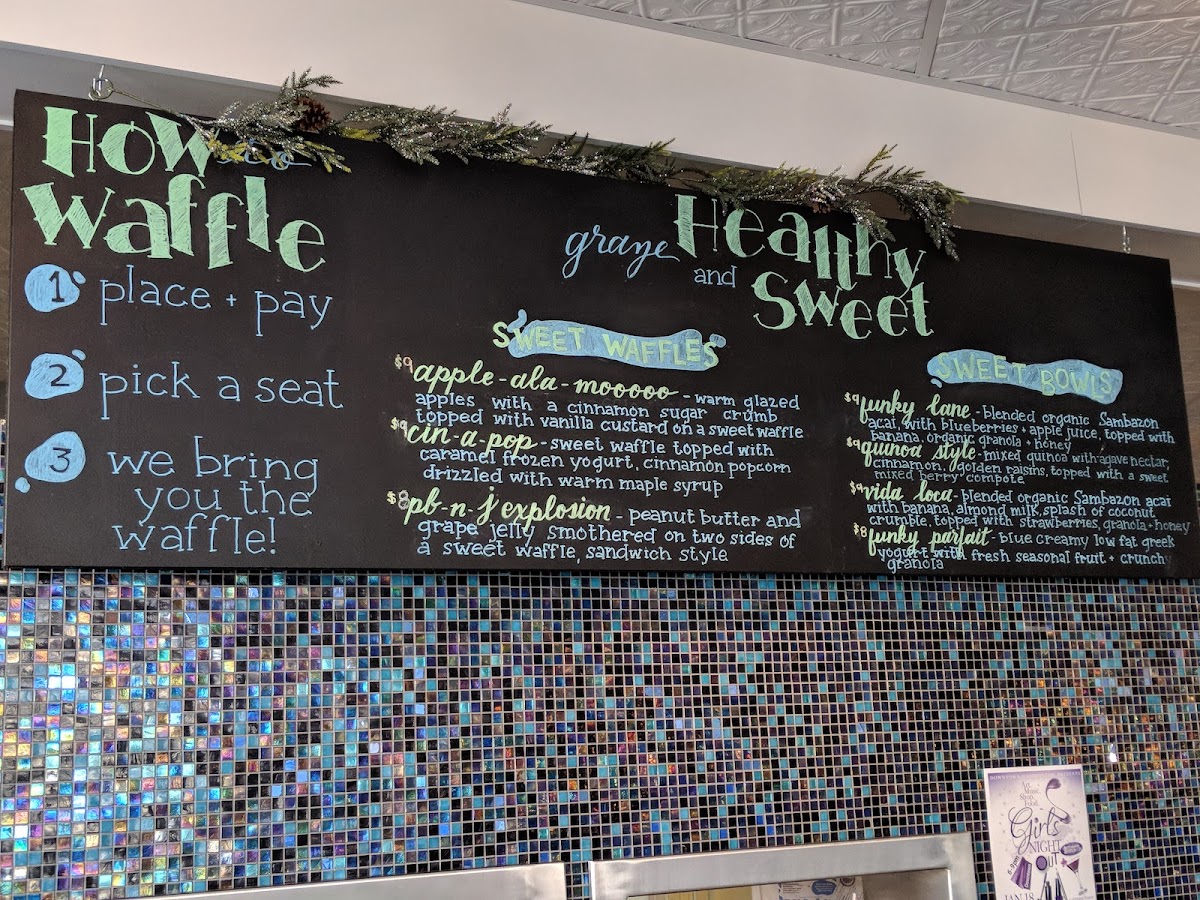 How to
waffle
1 place + pay
2 pick a seat
3 we bring
you the
waffle!
graze Healthy
and Sweet
SWEET WAFFLES
$9 apple-ala-mooooo - warm glazed
apples with a cinnamon sugar crumb
topped with vanilla custard on a sweet waffle
$9 cin-a-pop - sweet waffle topped with
caramel frozen yogurt, cinnamon popcorn
drizzled with warm maple syrup
$8 pb-n-j explosion - peanut butter and
grape jelly smothered on two sides of
a sweet waffle, sandwich style
SWEET BOWLS
$9 funky lane - blended organic Sambazon
acai, with blueberries + apple juice, topped with
banana, organic granola + honey
$9 quinoa style - mixed quinoa with agave nectar,
cinnamon, golden raisins, topped with a sweet
mixed berry compote
$9 vida loca - blended organic Sambazon acai
with banana, almond milk, splash of coconut
crumble, topped with strawberries, granola + honey
$8 funky parfait - blue creamy low fat greek
yogurt with fresh seasonal fruit + crunch
granola
Girls
NIGHT
OUT
6-9pm
JAN 18